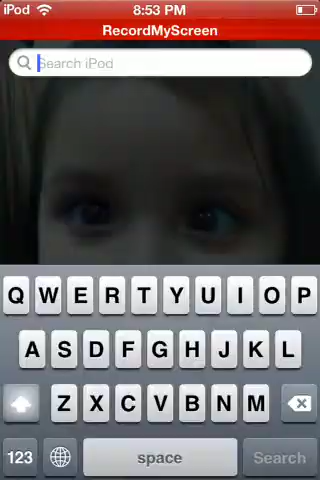 iPod 8:53 PM
RecordMyScreen
Search iPod
Q W E R T Y U I O P
A S D F G H J K L
Z X C V B N M
123 space Search